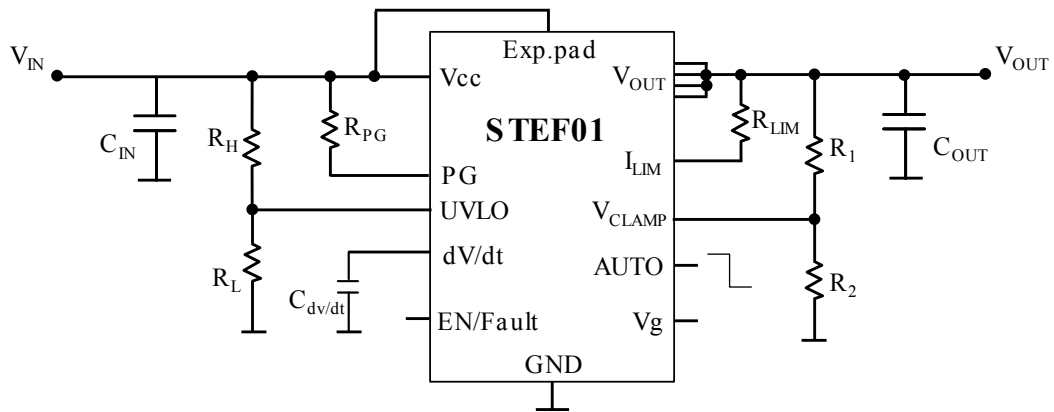 Exp.pad
V_IN
Vcc
V_OUT
V_OUT
STEF01
C_IN
R_H
R_PG
R_LIM
R_1
C_OUT
I_LIM
PG
UVLO
V_CLAMP
dV/dt
AUTO
R_L
R_2
C_dv/dt
EN/Fault
Vg
GND